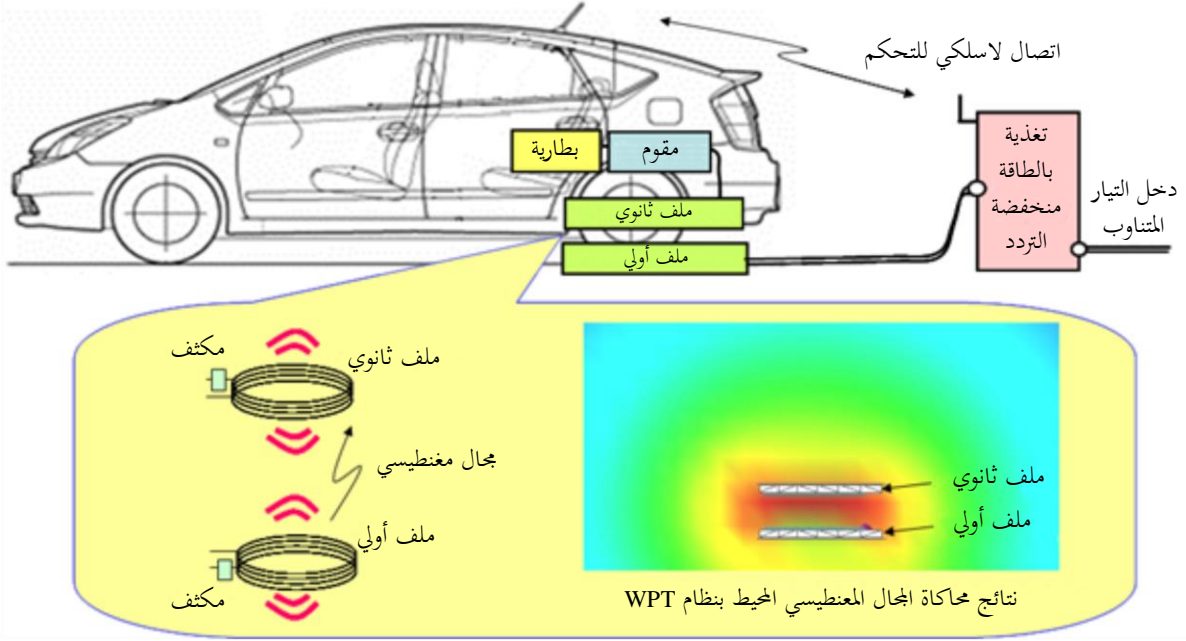 اتصال لاسلكي للتحكم
تغذية
بالطاقة
منخفضة
التردد
دخل التيار
المتناوب
بطارية
مقوم
ملف ثانوي
ملف أولي
مكثف
ملف ثانوي
مجال مغنطيسي
ملف أولي
مكثف
ملف ثانوي
ملف أولي
نتائج محاكاة المجال المعنطيسي المحيط بنظام WPT